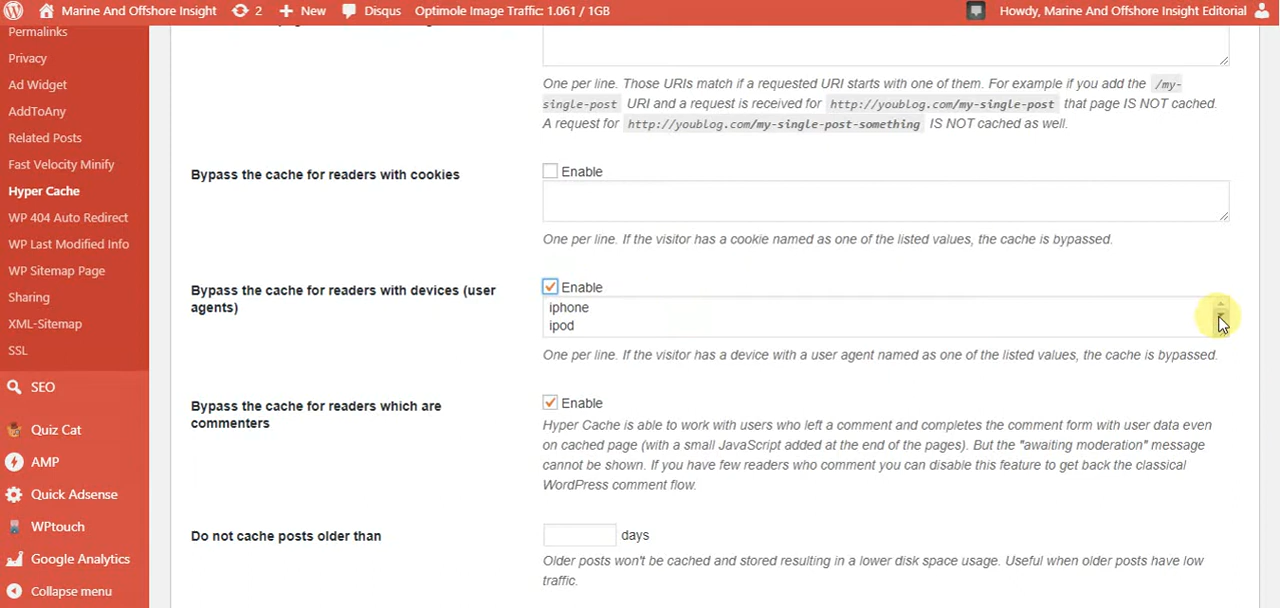 Marine And Offshore Insight 2 New Disqus Optimole Image Traffic: 1.061 / 1GB Howdy, Marine And Offshore Insight Editorial
Permalinks
Privacy
Ad Widget
AddToAny
Related Posts
Fast Velocity Minify
Hyper Cache
WP 404 Auto Redirect
WP Last Modified Info
WP Sitemap Page
Sharing
XML-Sitemap
SSL
SEO
Quiz Cat
AMP
Quick Adsense
WPtouch
Google Analytics
Collapse menu
One per line. Those URIs match if a requested URI starts with one of them. For example if you add the /my-
single-post URI and a request is received for http://youblog.com/my-single-post that page IS NOT cached.
A request for http://youblog.com/my-single-post-something IS NOT cached as well.
Bypass the cache for readers with cookies
Enable
One per line. If the visitor has a cookie named as one of the listed values, the cache is bypassed.
Bypass the cache for readers with devices (user
agents)
Enable
iphone
ipod
One per line. If the visitor has a device with a user agent named as one of the listed values, the cache is bypassed.
Bypass the cache for readers which are
commenters
Enable
Hyper Cache is able to work with users who left a comment and completes the comment form with user data even
on cached page (with a small JavaScript added at the end of the pages). But the "awaiting moderation" message
cannot be shown. If you have few readers who comment you can disable this feature to get back the classical
WordPress comment flow.
Do not cache posts older than
days
Older posts won't be cached and stored resulting in a lower disk space usage. Useful when older posts have low
traffic.